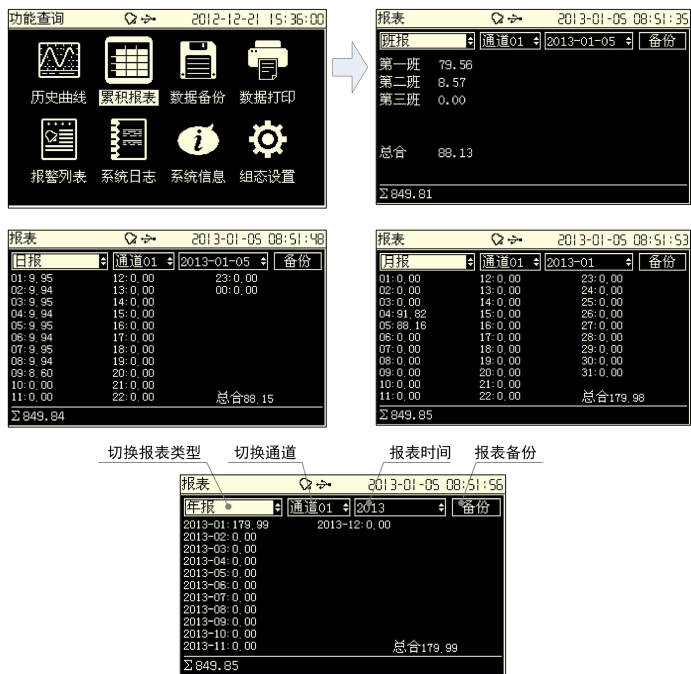 功能查询 2012-12-21 15:36:00
历史曲线 累积报表 数据备份 数据打印
报警列表 系统日志 系统信息 组态设置
报表 2013-01-05 08:51:35
班报 通道01 2013-01-05 备份
第一班 79.56
第二班 8.57
第三班 0.00
总合 88.13
Σ849.81
报表 2013-01-05 08:51:48
日报 通道01 2013-01-05 备份
01:9.95 12:0.00 23:0.00
02:9.94 13:0.00 00:0.00
03:9.95 14:0.00
04:9.94 15:0.00
05:9.95 16:0.00
06:9.94 17:0.00
07:9.95 18:0.00
08:9.94 19:0.00
09:8.60 20:0.00
10:0.00 21:0.00
11:0.00 22:0.00 总合88.15
Σ849.84
报表 2013-01-05 08:51:53
月报 通道01 2013-01 备份
01:0.00 12:0.00 23:0.00
02:0.00 13:0.00 24:0.00
03:0.00 14:0.00 25:0.00
04:91.82 15:0.00 26:0.00
05:88.16 16:0.00 27:0.00
06:0.00 17:0.00 28:0.00
07:0.00 18:0.00 29:0.00
08:0.00 19:0.00 30:0.00
09:0.00 20:0.00 31:0.00
10:0.00 21:0.00
11:0.00 22:0.00 总合179.98
Σ849.85
切换报表类型 切换通道 报表时间 报表备份
报表 2013-01-05 08:51:56
年报 通道01 2013 备份
2013-01:179.99 2013-12:0.00
2013-02:0.00
2013-03:0.00
2013-04:0.00
2013-05:0.00
2013-06:0.00
2013-07:0.00
2013-08:0.00
2013-09:0.00
2013-10:0.00
2013-11:0.00 总合179.99
Σ849.85